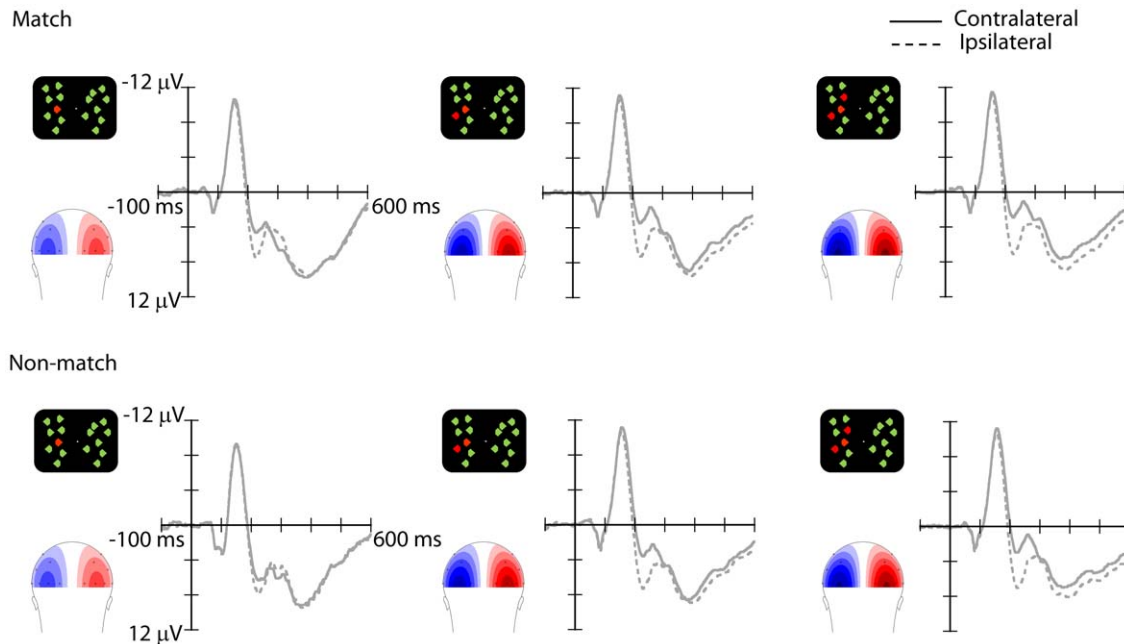 Match
Contralateral
Ipsilateral
-12 µV
-100 ms
600 ms
12 µV
Non-match
-12 µV
-100 ms
600 ms
12 µV